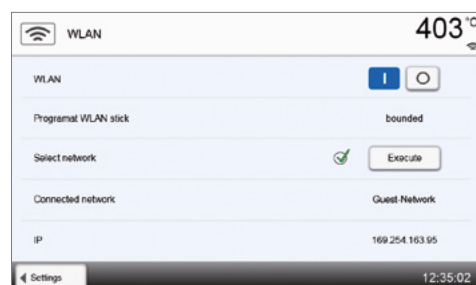 WLAN 403 °C
WLAN I O
Programat WLAN stick bounded
Select network Execute
Connected network Guest-Network
IP 169.254.163.95
Settings 12:35:02